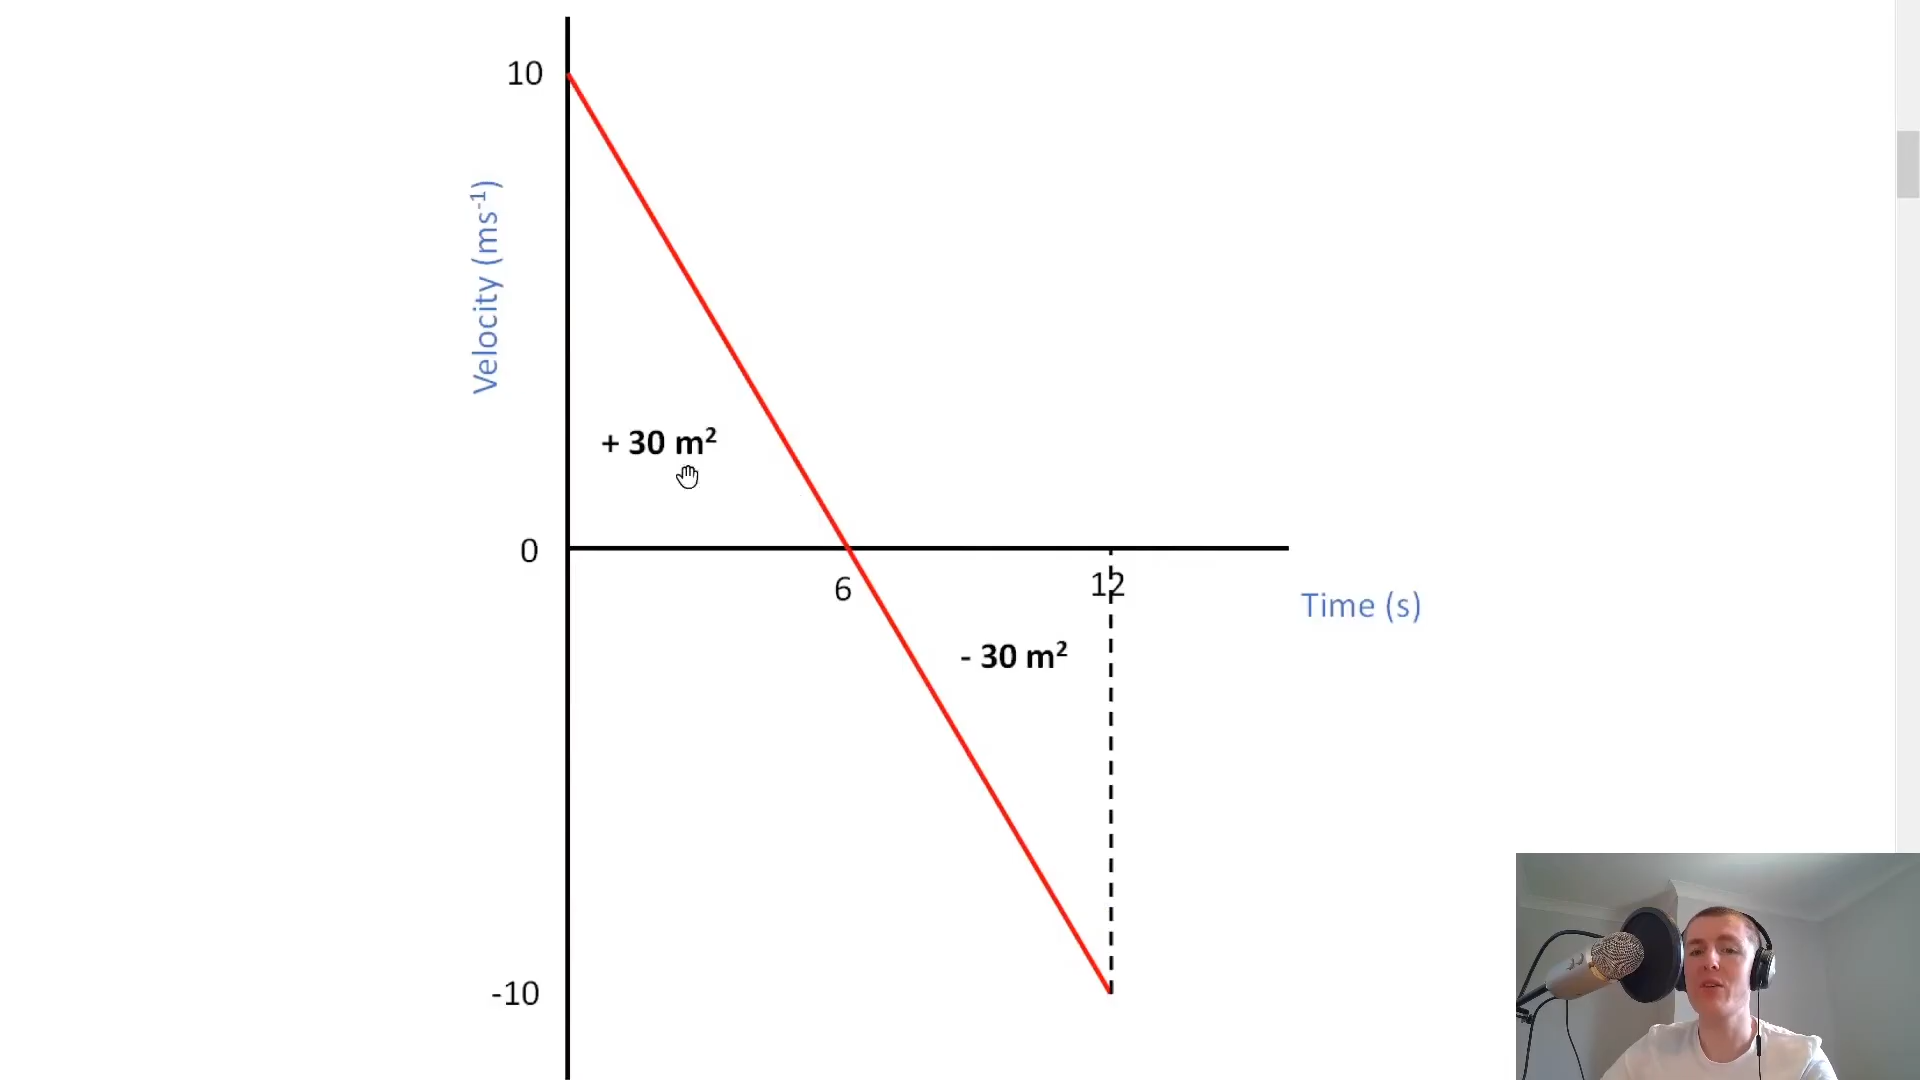 10
Velocity (ms⁻¹)
+ 30 m²
0
6
12
Time (s)
- 30 m²
-10